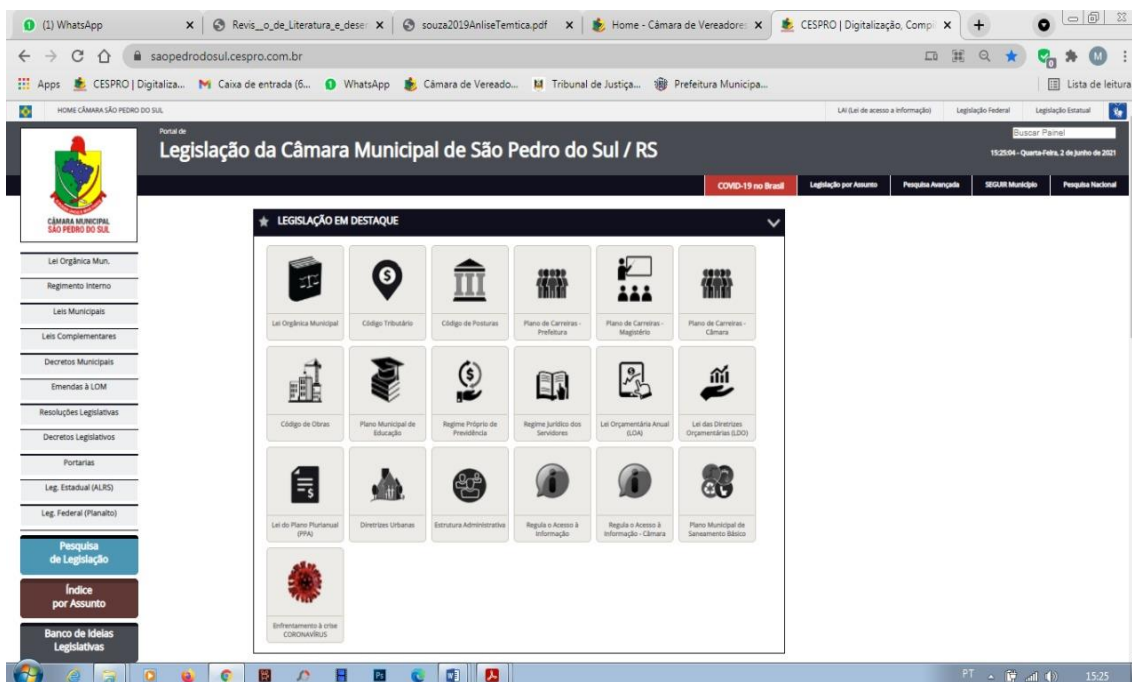 (1) WhatsApp
Revis__o_de_Literatura_e_deser
souza2019AnliseTemtica.pdf
Home - Câmara de Vereadores
CESPRO | Digitalização, Compi
saopedrodosul.cespro.com.br
M
Apps
CESPRO | Digitaliza...
Caixa de entrada (6...
WhatsApp
Câmara de Vereado...
Tribunal de Justiça...
Prefeitura Municipa...
Lista de leitura
HOME CÂMARA SÃO PEDRO DO SUL
LAI (Lei de acesso a informação)
Legislação Federal
Legislação Estatual
Portal de
Legislação da Câmara Municipal de São Pedro do Sul / RS
Buscar Painel
15:25:04 - Quarta-Feira, 2 de Junho de 2021
COVID-19 no Brasil
Legislação por Assunto
Pesquisa Avançada
SEGUIR Município
Pesquisa Nacional
CÂMARA MUNICIPAL
SÃO PEDRO DO SUL
Lei Orgânica Mun.
Regimento Interno
Leis Municipais
Leis Complementares
Decretos Municipais
Emendas à LOM
Resoluções Legislativas
Decretos Legislativos
Portarias
Leg. Estadual (ALRS)
Leg. Federal (Planalto)
Pesquisa
de Legislação
Índice
por Assunto
Banco de Ideias
Legislativas
LEGISLAÇÃO EM DESTAQUE
Lei Orgânica Municipal
Código Tributário
Código de Posturas
Plano de Carreiras -
Prefeitura
Plano de Carreiras -
Magistério
Plano de Carreiras -
Câmara
Código de Obras
Plano Municipal de
Educação
Regime Próprio de
Previdência
Regime Jurídico dos
Servidores
Lei Orçamentária Anual
(LOA)
Lei das Diretrizes
Orçamentárias (LDO)
Lei do Plano Plurianual
(PPA)
Diretrizes Urbanas
Estrutura Administrativa
Regula o Acesso à
Informação
Regula o Acesso à
Informação - Câmara
Plano Municipal de
Saneamento Básico
Enfrentamento à crise
CORONAVÍRUS
PT
15:25